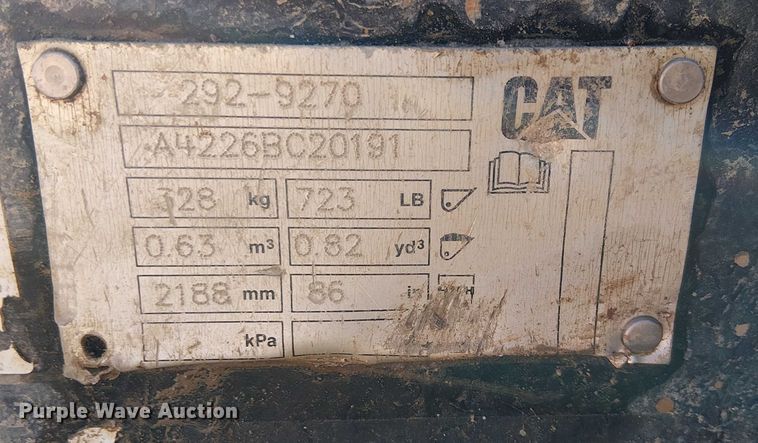 292-9270
CAT
A4226BC20191
328 kg 723 LB
0.63 m³ 0.82 yd³
2188 mm 86 in
kPa
Purple Wave Auction